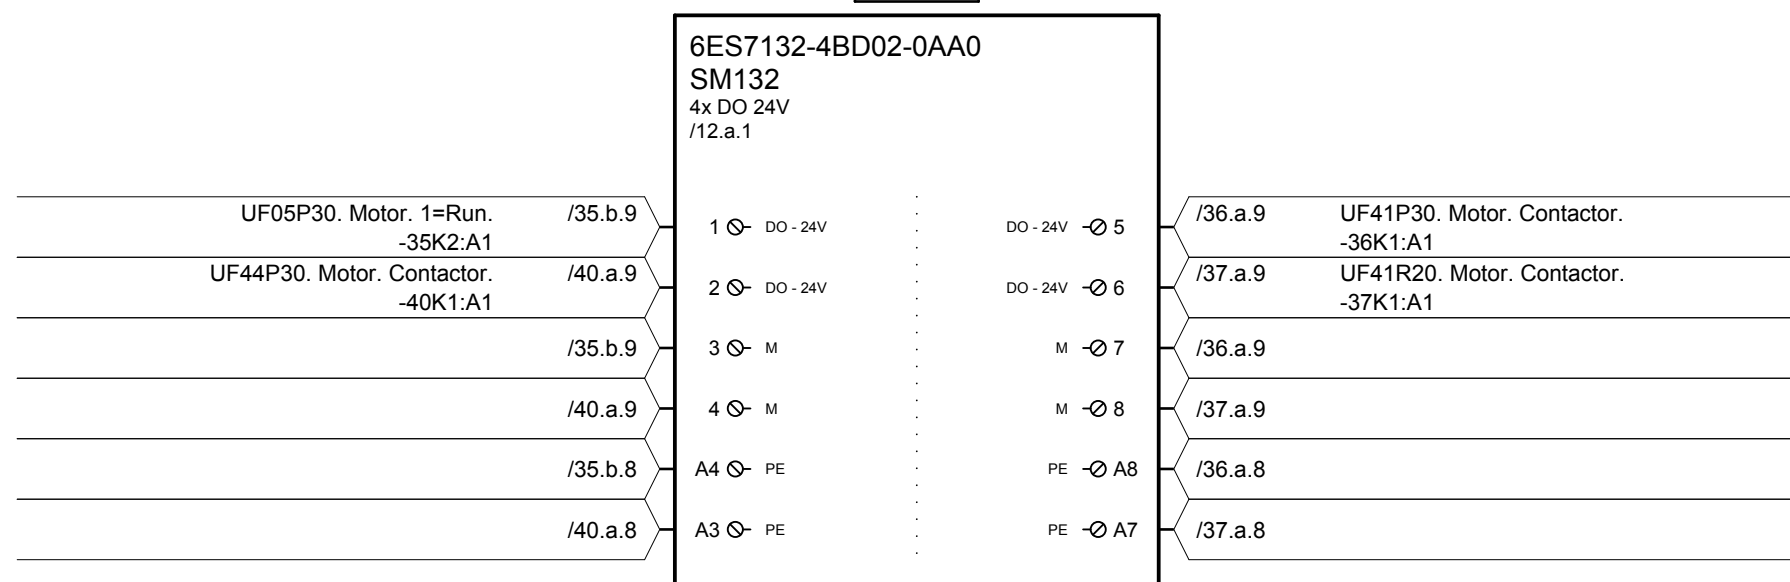 6ES7132-4BD02-0AA0
SM132
4x DO 24V
/12.a.1
UF05P30. Motor. 1=Run. /35.b.9 1 DO - 24V DO - 24V 5 /36.a.9 UF41P30. Motor. Contactor.
-35K2:A1 -36K1:A1
UF44P30. Motor. Contactor. /40.a.9 2 DO - 24V DO - 24V 6 /37.a.9 UF41R20. Motor. Contactor.
-40K1:A1 -37K1:A1
/35.b.9 3 M M 7 /36.a.9
/40.a.9 4 M M 8 /37.a.9
/35.b.8 A4 PE PE A8 /36.a.8
/40.a.8 A3 PE PE A7 /37.a.8